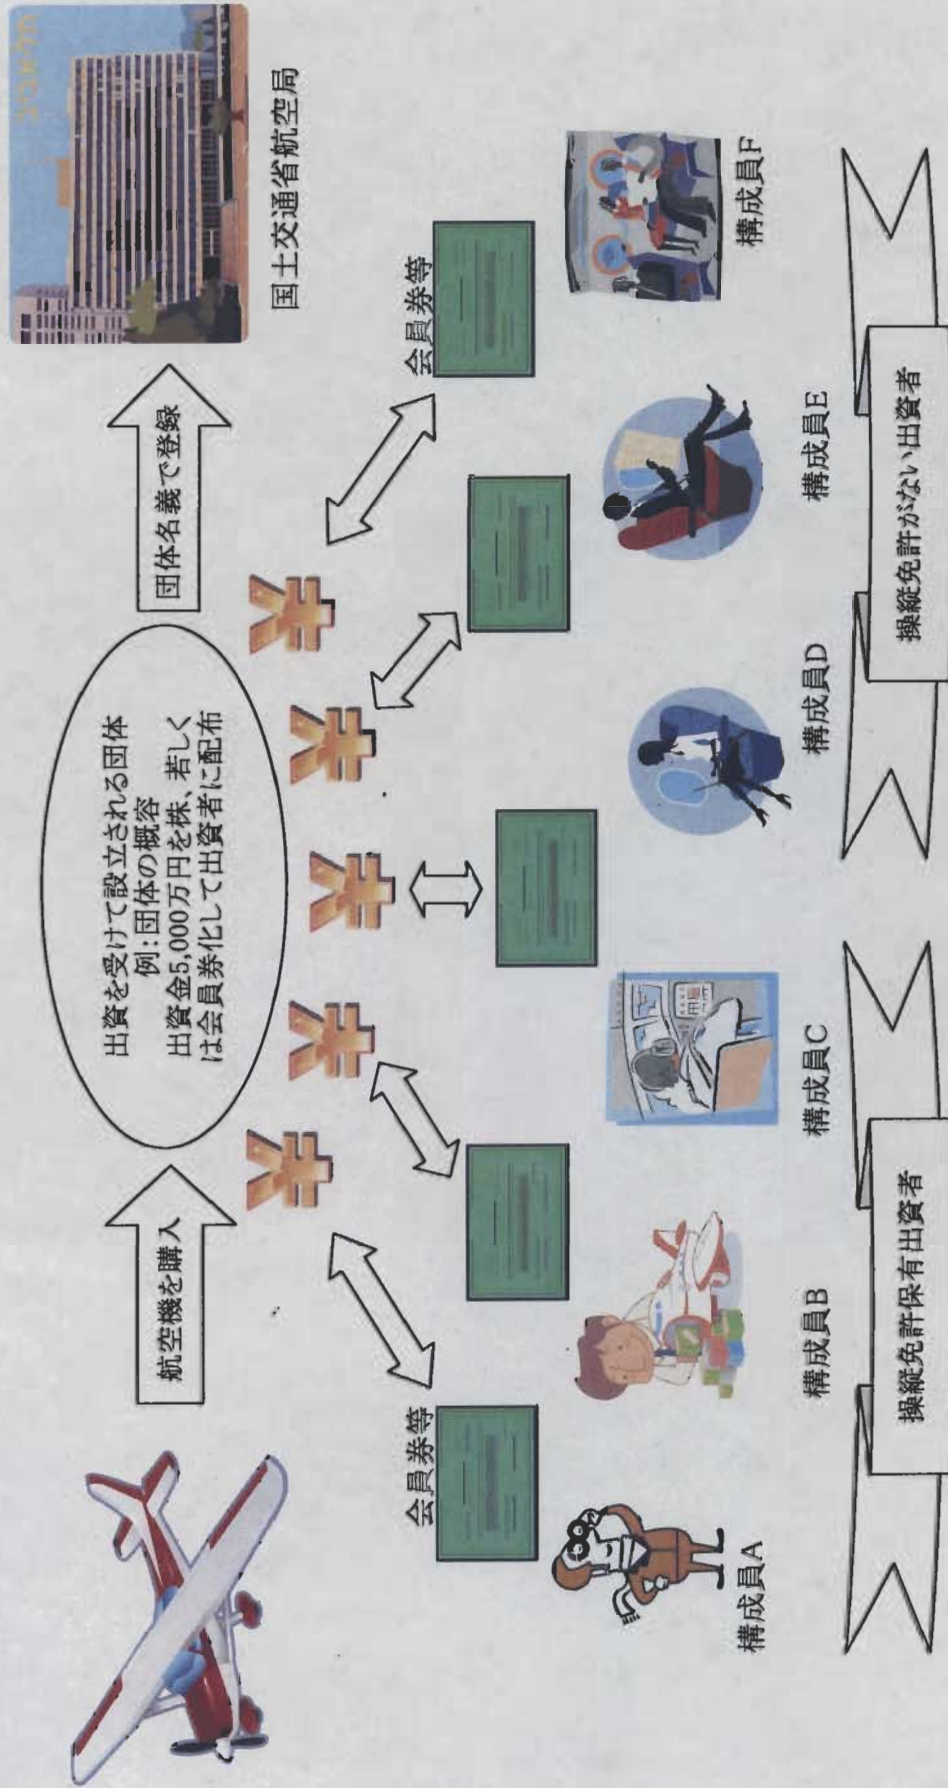 航空機を購入
出資を受けて設立される団体
例:団体の概容
出資金5,000万円を株、若しく
は会員券化して出資者に配布
団体名義で登録
国土交通省航空局
会員券等
会員券等
構成員A
構成員B
構成員C
構成員D
構成員E
構成員F
操縦免許保有出資者
操縦免許がない出資者